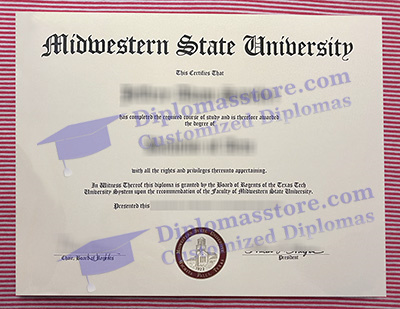 Midwestern State University
This Certifies That
has completed the required course of study and is therefore awarded
the degree of
with all the rights and privileges thereunto appertaining.
In Witness Thereof this diploma is granted by the Board of Regents of the Texas Tech
University System upon the recommendation of the Faculty of Midwestern State University.
Presented this
Chair, Board of Regents
President
1922
Diplomasstore.com
Customized Diplomas
Diplomasstore.com
Customized Diplomas